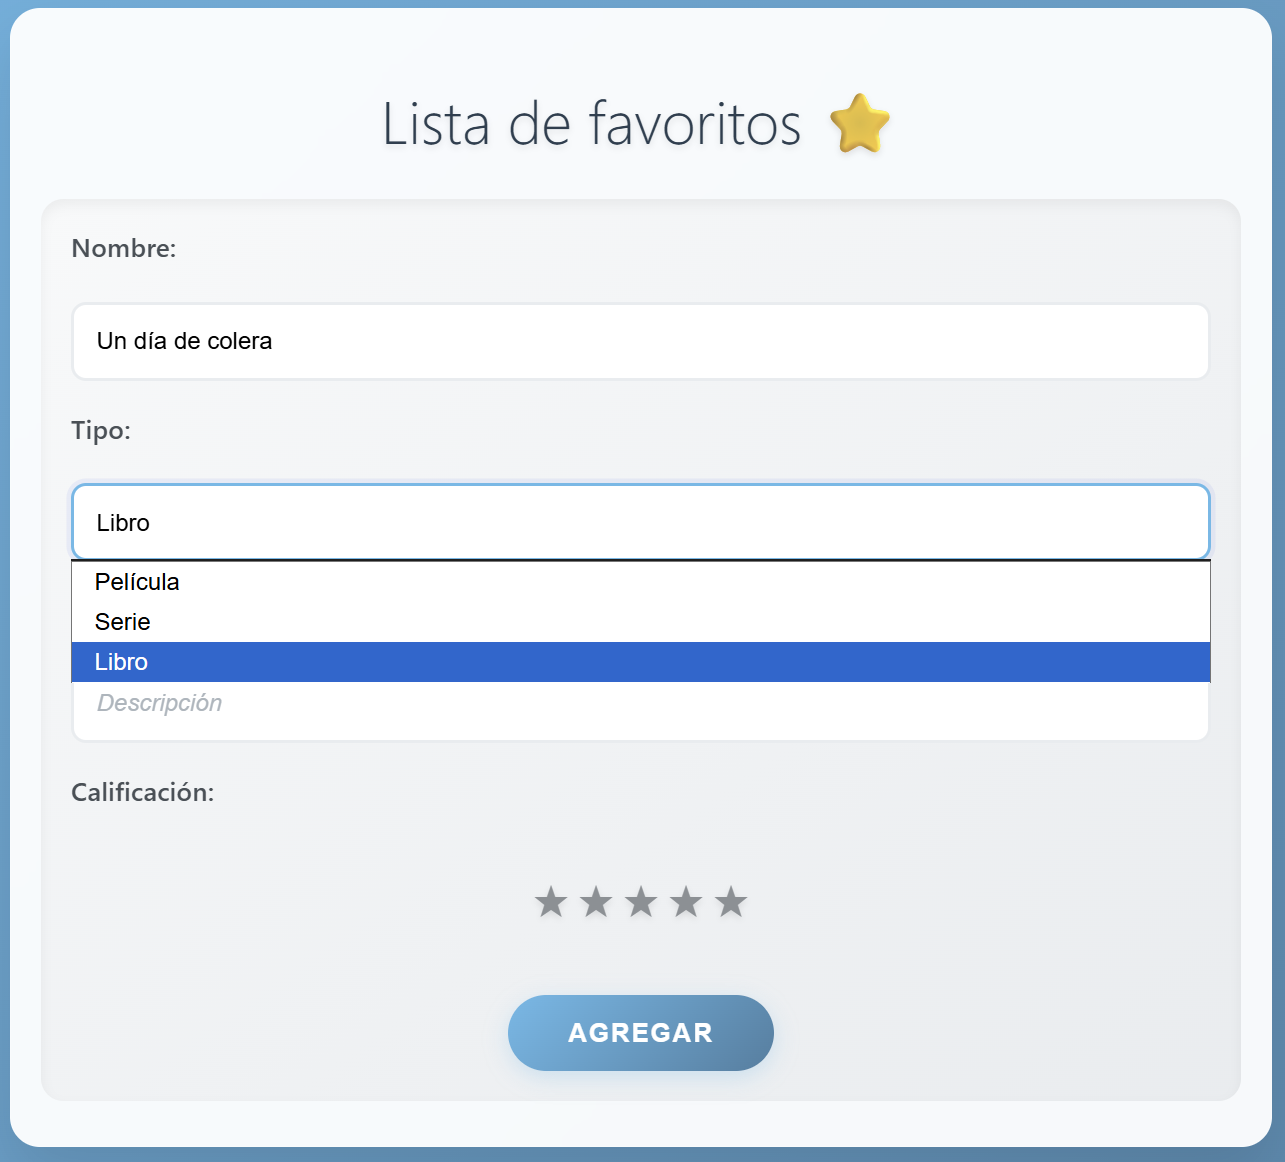 Lista de favoritos
Nombre:
Un día de colera
Tipo:
Libro
Película
Serie
Libro
Descripción
Calificación:
AGREGAR